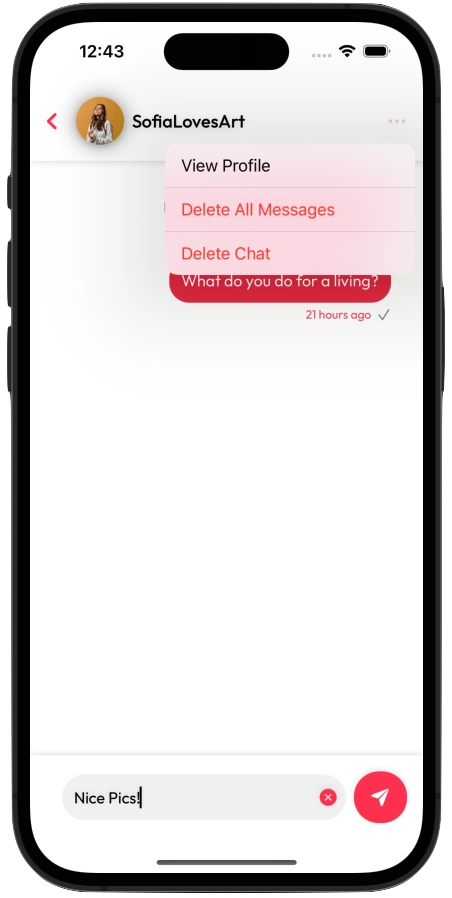 12:43
SofiaLovesArt
View Profile
Delete All Messages
Delete Chat
What do you do for a living?
21 hours ago
Nice Pics!